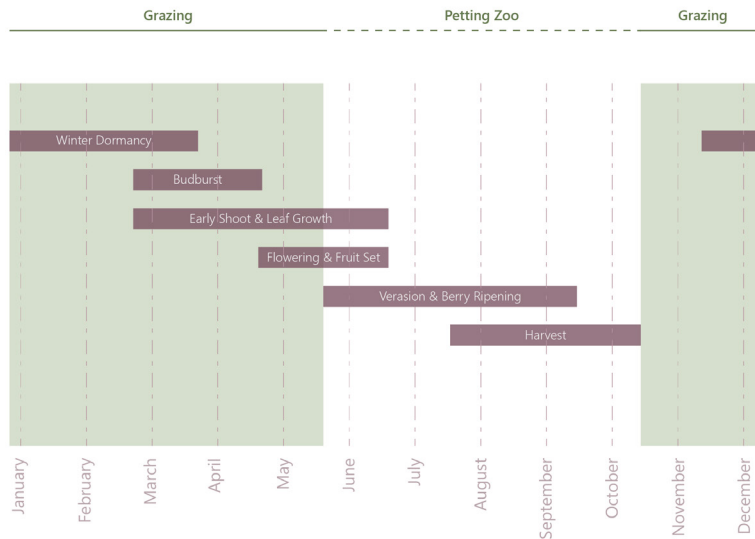 Grazing
Petting Zoo
Grazing
Winter Dormancy
Budburst
Early Shoot & Leaf Growth
Flowering & Fruit Set
Verasion & Berry Ripening
Harvest
January
February
March
April
May
June
July
August
September
October
November
December